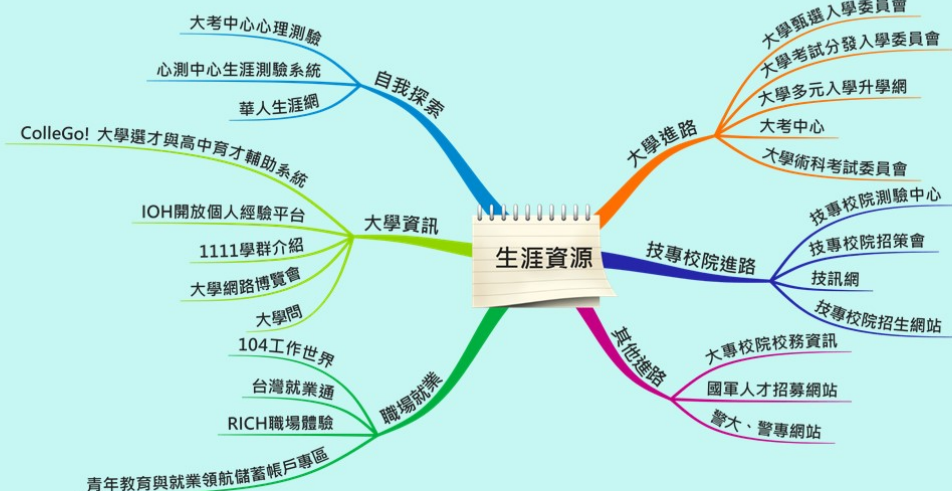 生涯資源
自我探索
大考中心心理測驗
心測中心生涯測驗系統
華人生涯網
大學資訊
ColleGo! 大學選才與高中育才輔助系統
IOH開放個人經驗平台
1111學群介紹
大學網路博覽會
大學問
職場就業
104工作世界
台灣就業通
RICH職場體驗
青年教育與就業領航儲蓄帳戶專區
大學進路
大學甄選入學委員會
大學考試分發入學委員會
大學多元入學升學網
大考中心
大學術科考試委員會
技專校院進路
技專校院測驗中心
技專校院招策會
技訊網
技專校院招生網站
其他進路
大專校院校務資訊
國軍人才招募網站
警大、警專網站